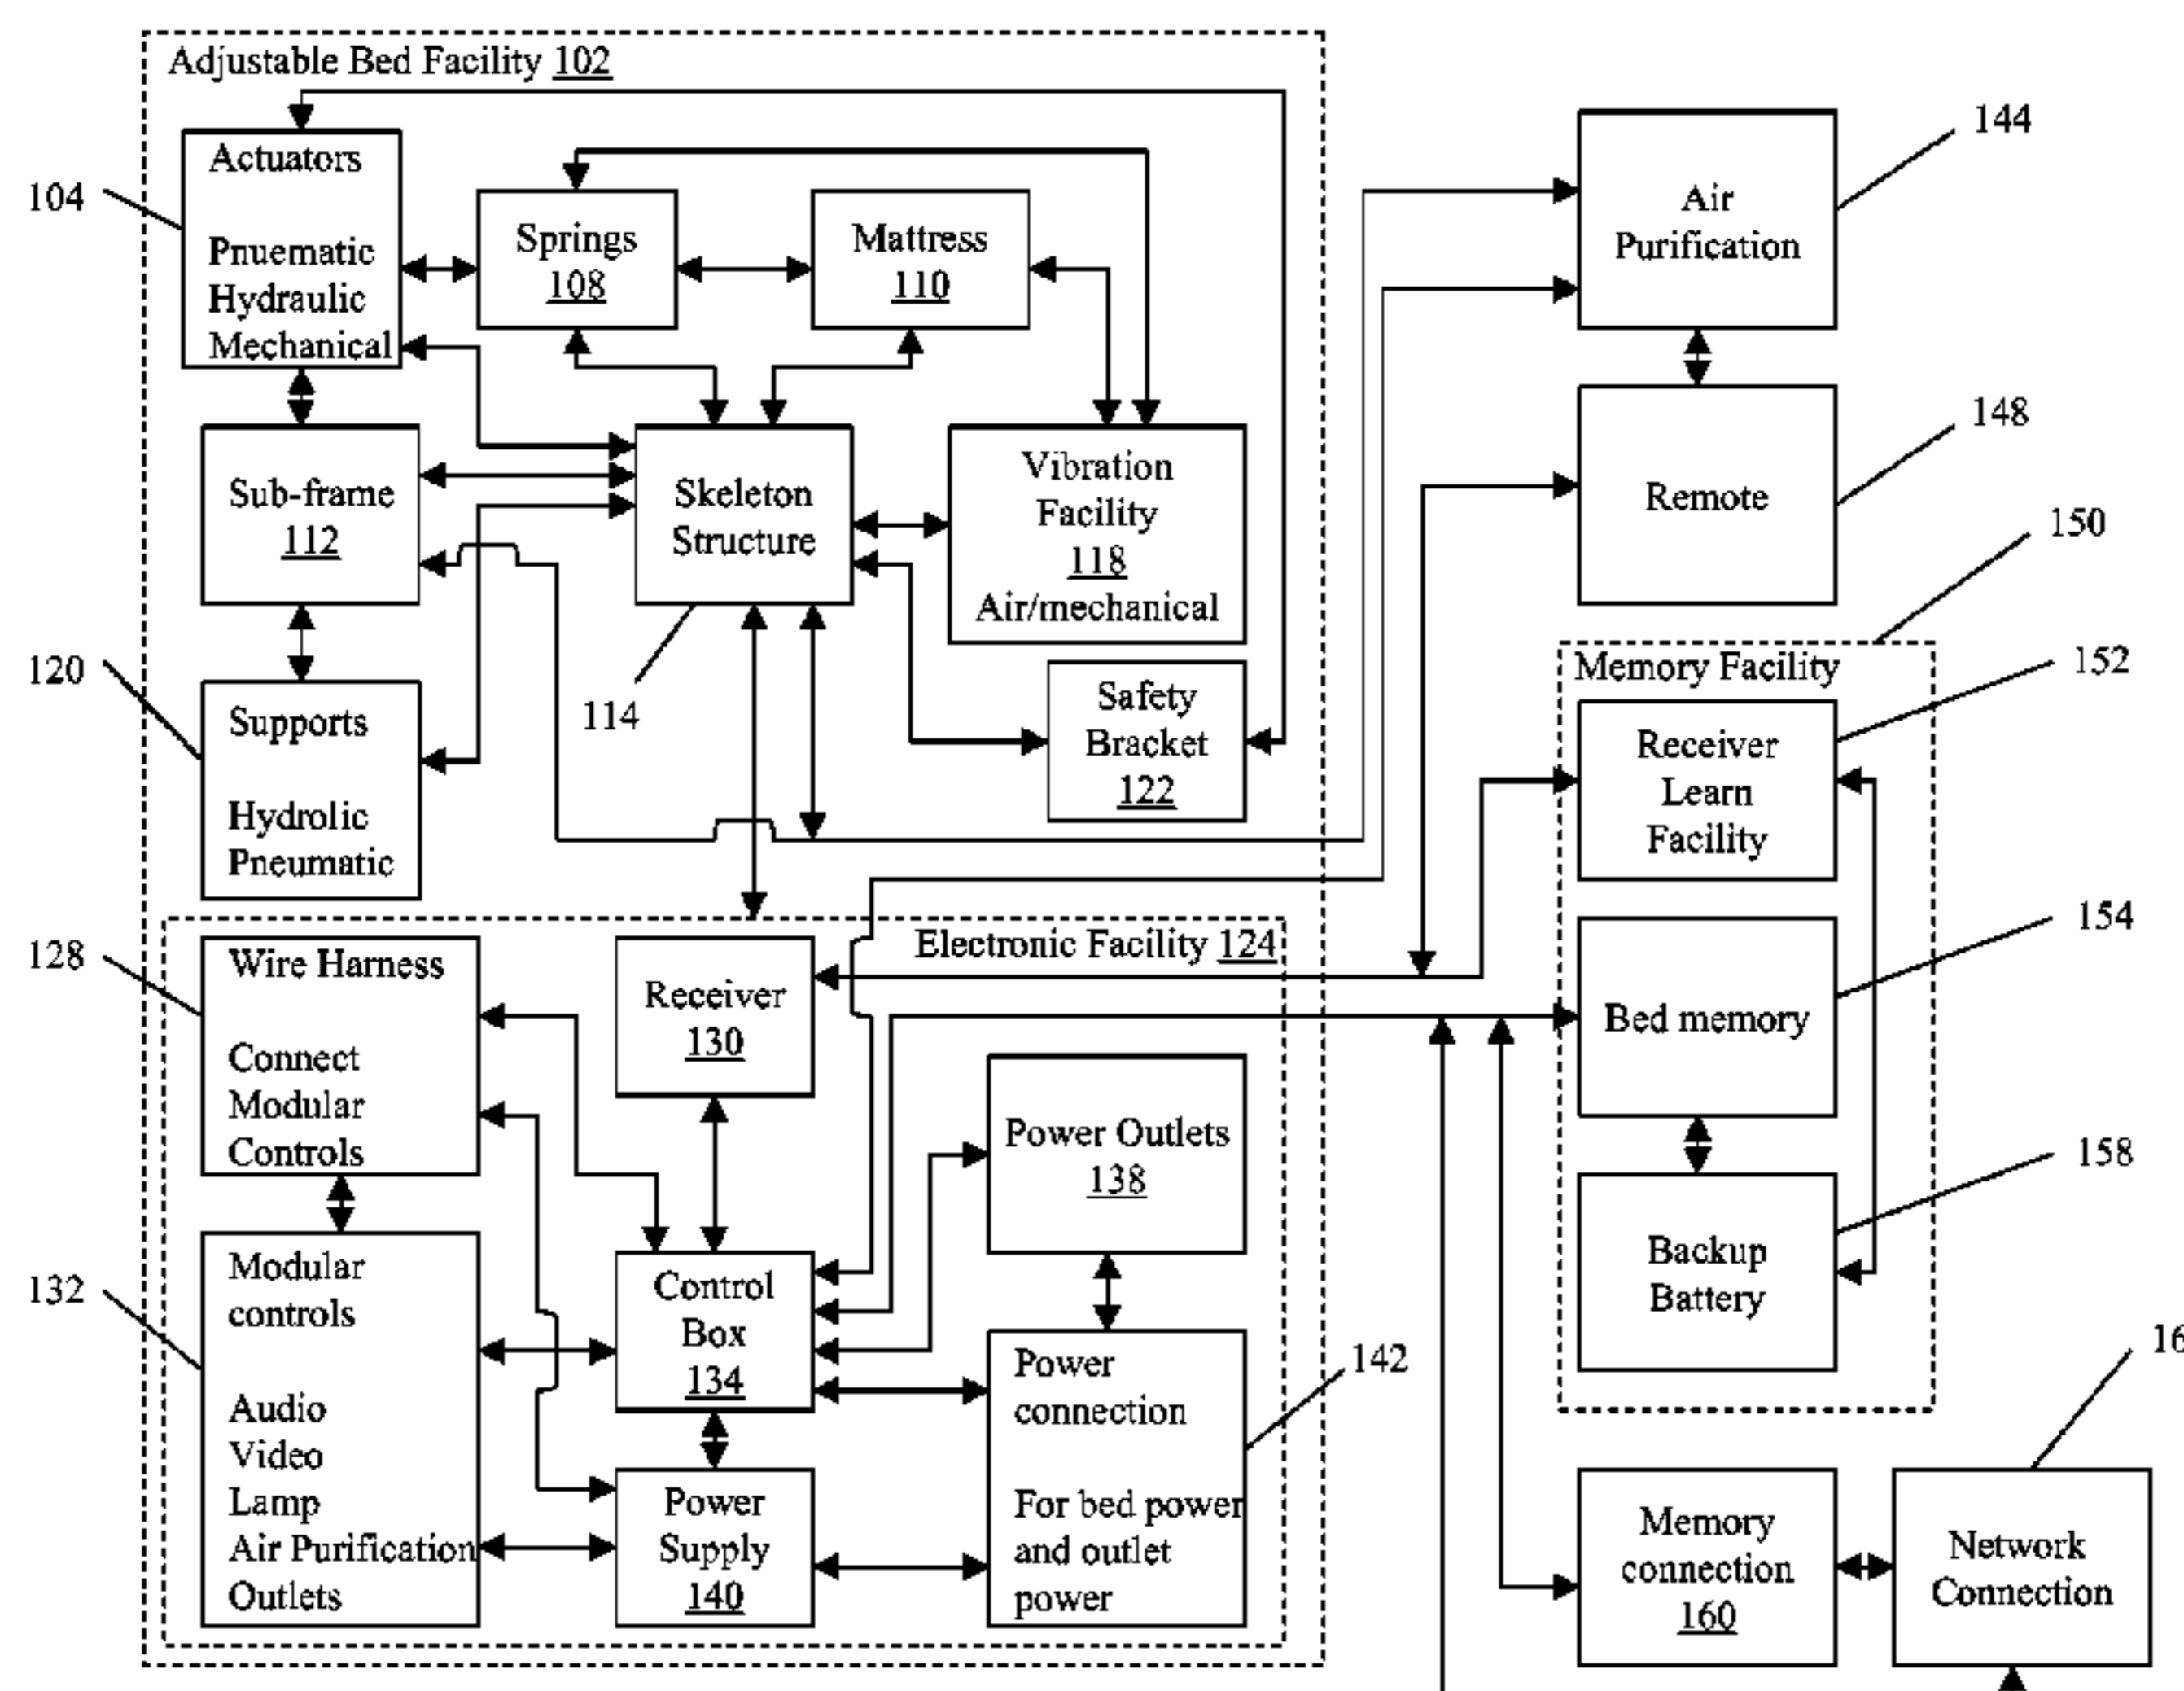 Adjustable Bed Facility 102
104
Actuators
Pnuematic
Hydraulic
Mechanical
Springs
108
Mattress
110
Air
Purification
144
Sub-frame
112
Skeleton
Structure
114
Vibration
Facility
118
Air/mechanical
Remote
148
150
120
Supports
Hydrolic
Pneumatic
Safety
Bracket
122
Memory Facility
152
Receiver
Learn
Facility
Electronic Facility 124
128
Wire Harness
Connect
Modular
Controls
Receiver
130
154
Bed memory
Power Outlets
138
158
Backup
Battery
132
Modular
controls
Audio
Video
Lamp
Air Purification
Outlets
Control
Box
134
Power
connection
For bed power
and outlet
power
142
Power
Supply
140
Memory
connection
160
16
Network
Connection